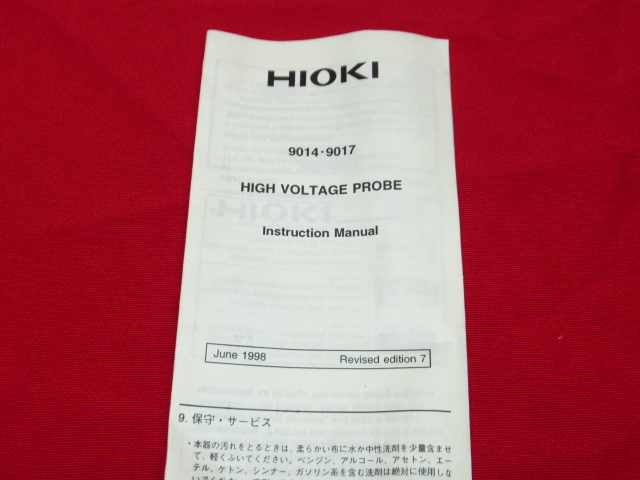 HIOKI
9014・9017
HIGH VOLTAGE PROBE
Instruction Manual
June 1998 Revised edition 7
9. 保守・サービス
・本器の汚れをとるときは、柔らかい布に水か中性洗剤を少量含ませ
て、軽くふいてください。ベンジン、アルコール、アセトン、エー
テル、ケトン、シンナー、ガソリン系を含む洗剤は絶対に使用しな